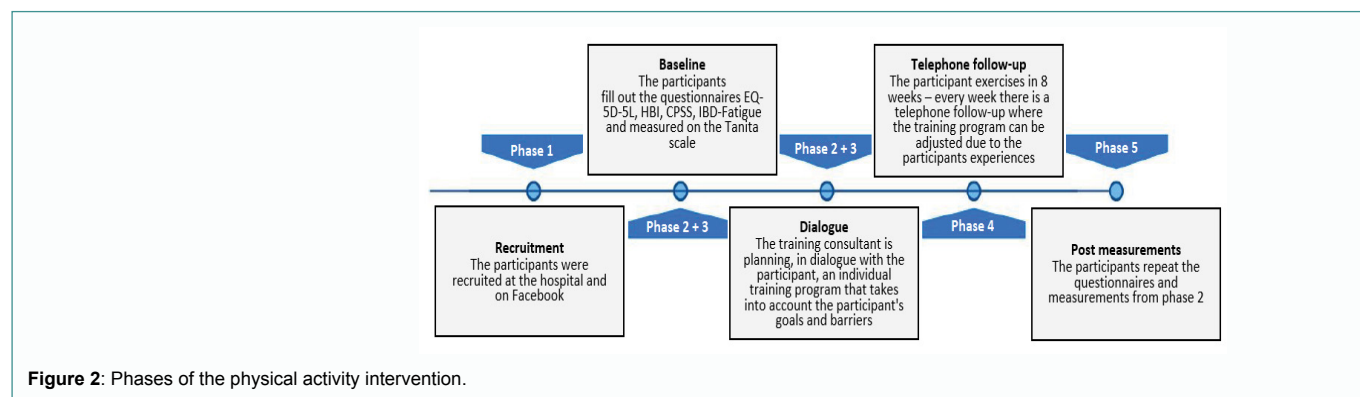 Baseline
The participants
fill out the questionnaires EQ-
5D-5L, HBI, CPSS, IBD-Fatigue
and measured on the Tanita
scale
Telephone follow-up
The participant exercises in 8
weeks – every week there is a
telephone follow-up where
the training program can be
adjusted due to the
participants experiences
Phase 1
Phase 2 + 3
Phase 5
Phase 2 + 3
Phase 4
Recruitment
The participants were
recruited at the hospital and
on Facebook
Dialogue
The training consultant is
planning, in dialogue with the
participant, an individual
training program that takes
into account the participant's
goals and barriers
Post measurements
The participants repeat the
questionnaires and
measurements from phase 2
Figure 2: Phases of the physical activity intervention.